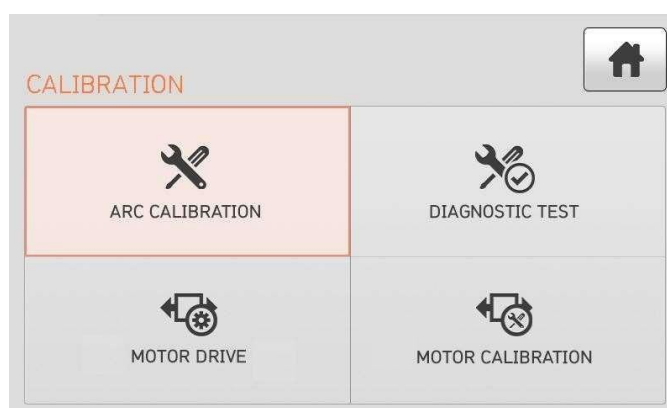 CALIBRATION
ARC CALIBRATION
DIAGNOSTIC TEST
MOTOR DRIVE
MOTOR CALIBRATION